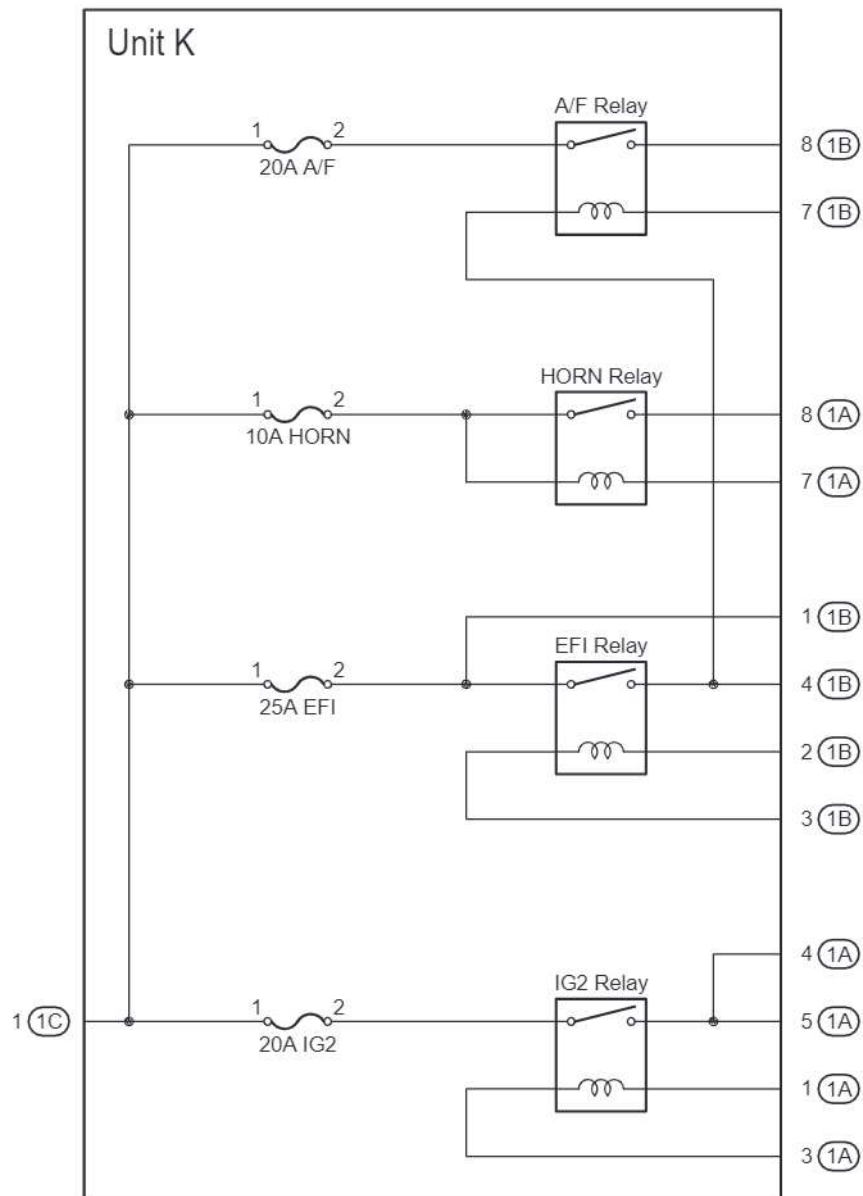 Unit K
A/F Relay
1 2
20A A/F
8 1B
7 1B
HORN Relay
1 2
10A HORN
8 1A
7 1A
1 1B
EFI Relay
1 2
25A EFI
4 1B
2 1B
3 1B
4 1A
IG2 Relay
1 1C
1 2
20A IG2
5 1A
1 1A
3 1A